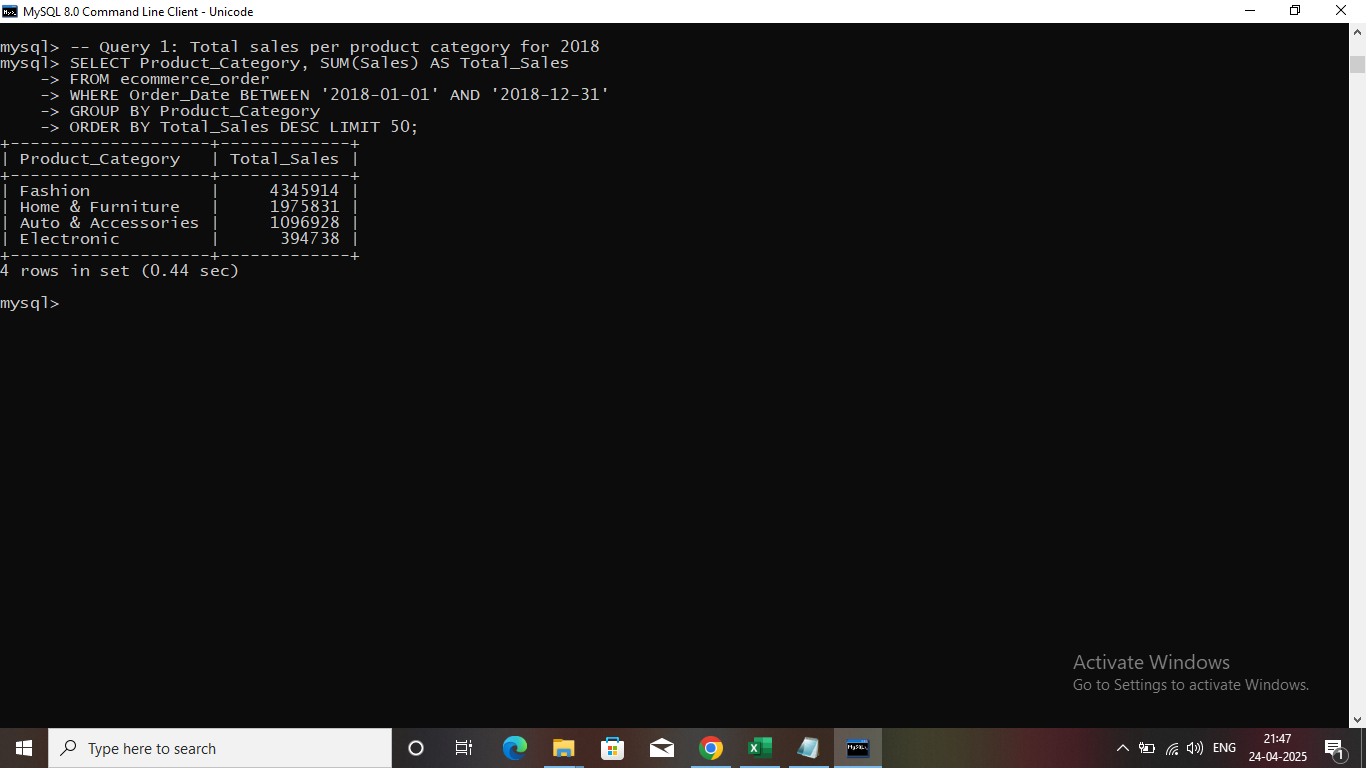 MySQL 8.0 Command Line Client - Unicode
mysql> -- Query 1: Total sales per product category for 2018
mysql> SELECT Product_Category, SUM(Sales) AS Total_Sales
    -> FROM ecommerce_order
    -> WHERE Order_Date BETWEEN '2018-01-01' AND '2018-12-31'
    -> GROUP BY Product_Category
    -> ORDER BY Total_Sales DESC LIMIT 50;
+--------------------+-------------+
| Product_Category   | Total_Sales |
+--------------------+-------------+
| Fashion            |     4345914 |
| Home & Furniture   |     1975831 |
| Auto & Accessories |     1096928 |
| Electronic         |      394738 |
+--------------------+-------------+
4 rows in set (0.44 sec)
mysql>
Activate Windows
Go to Settings to activate Windows.
Type here to search
MySQL
ENG
21:47
24-04-2025
1